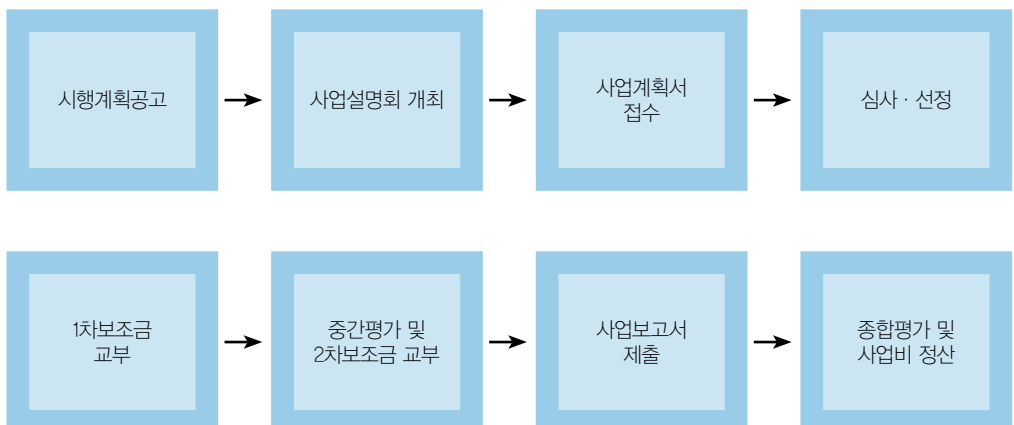 시행계획공고
사업설명회 개최
사업계획서
접수
심사 · 선정
1차보조금
교부
중간평가 및
2차보조금 교부
사업보고서
제출
종합평가 및
사업비 정산